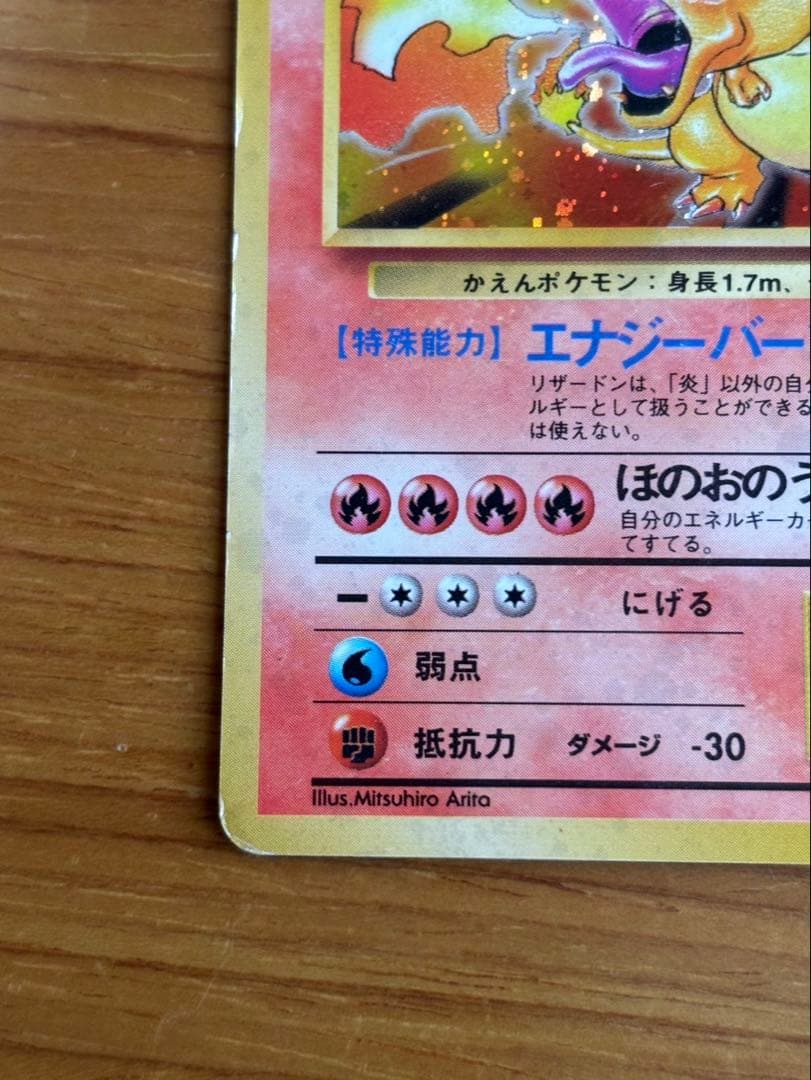 かえんポケモン：身長1.7m、
【特殊能力】 エナジーバー
リザードンは、「炎」以外の自分
ルギーとして扱うことができる
は使えない。
ほのおのう
自分のエネルギーカ
てすてる。
にげる
弱点
抵抗力 ダメージ -30
Illus.Mitsuhiro Arita